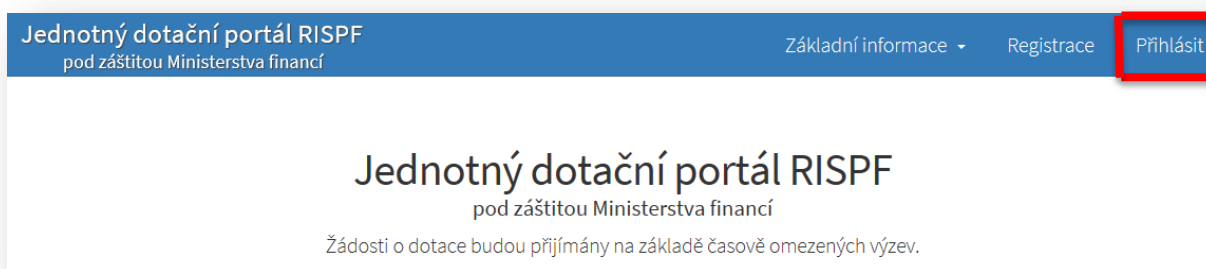 Jednotný dotační portál RISPF
pod záštitou Ministerstva financí
Základní informace
Registrace
Přihlásit
Jednotný dotační portál RISPF
pod záštitou Ministerstva financí
Žádosti o dotace budou přijímány na základě časově omezených výzev.